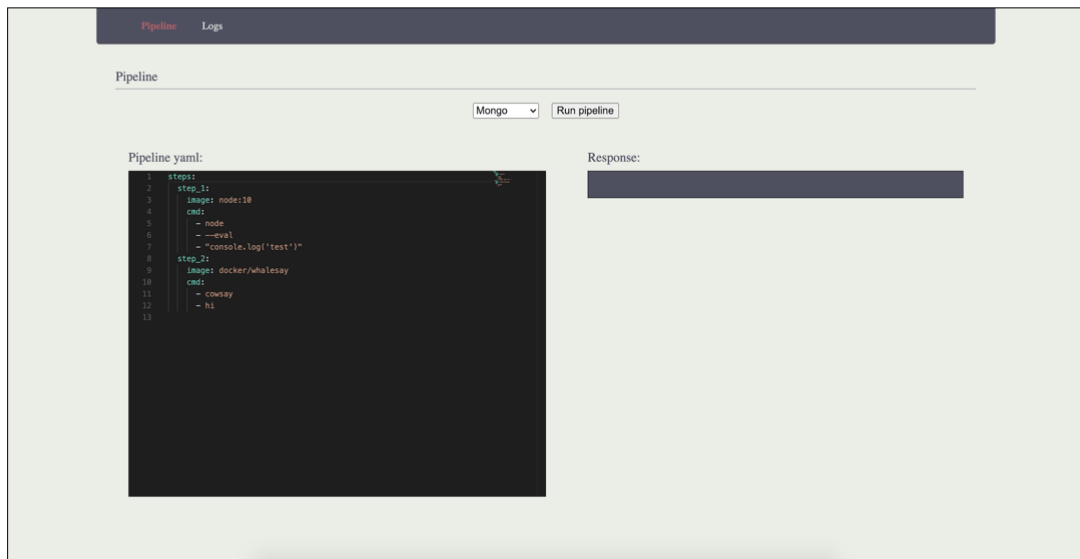 Pipeline Logs
Pipeline
Mongo Run pipeline
Pipeline yaml:
1 steps:
2 step_1:
3 image: node:10
4 cmd:
5 - node
6 - --eval
7 - "console.log('test')"
8 step_2:
9 image: docker/whalesay
10 cmd:
11 - cowsay
12 - hi
13
Response: